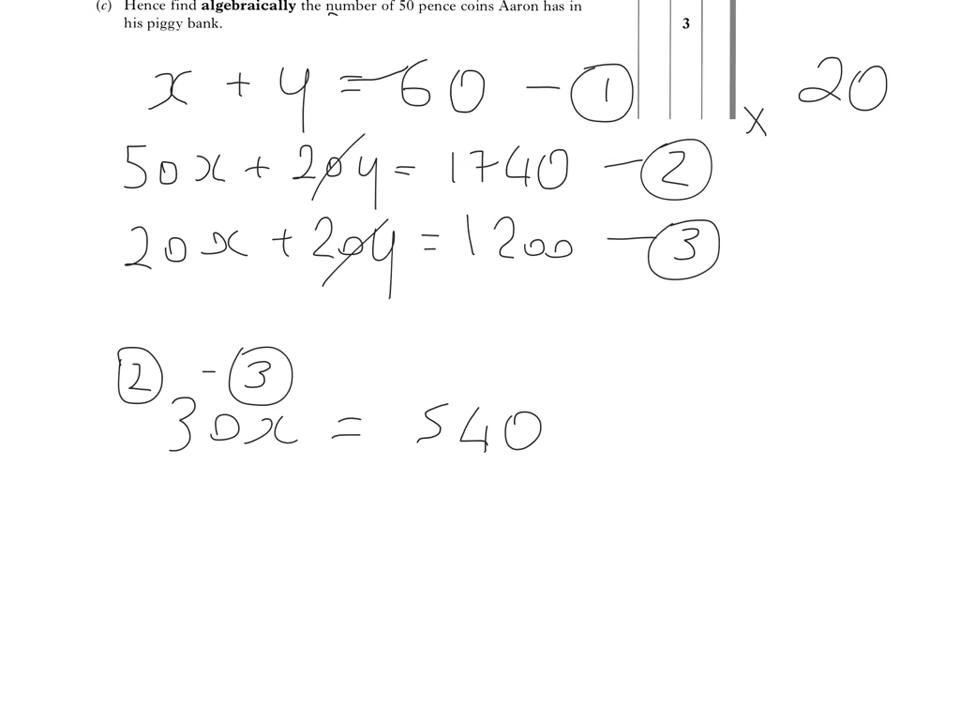 (c) Hence find algebraically the number of 50 pence coins Aaron has in
his piggy bank.
3
x + y = 60 - ① × 20
50x + 20y = 1740 - ②
20x + 20y = 1200 - ③
② - ③
30x = 540